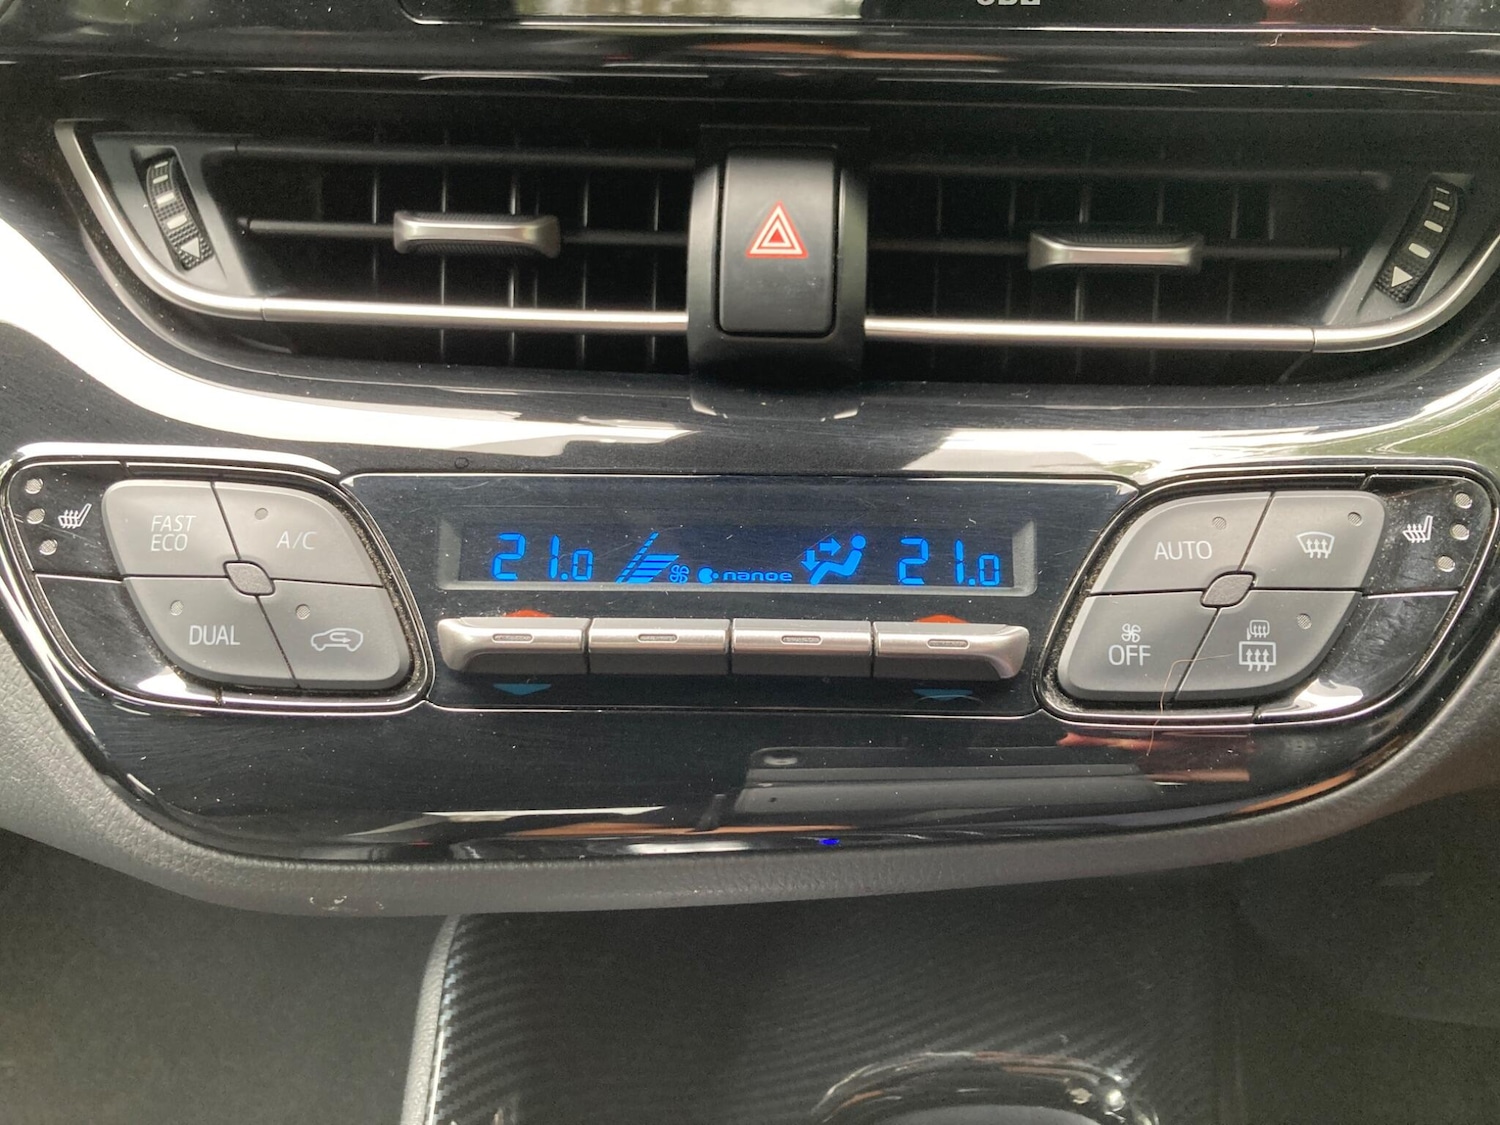 FAST
ECO
A/C
DUAL
21.0
nanoe
21.0
AUTO
OFF